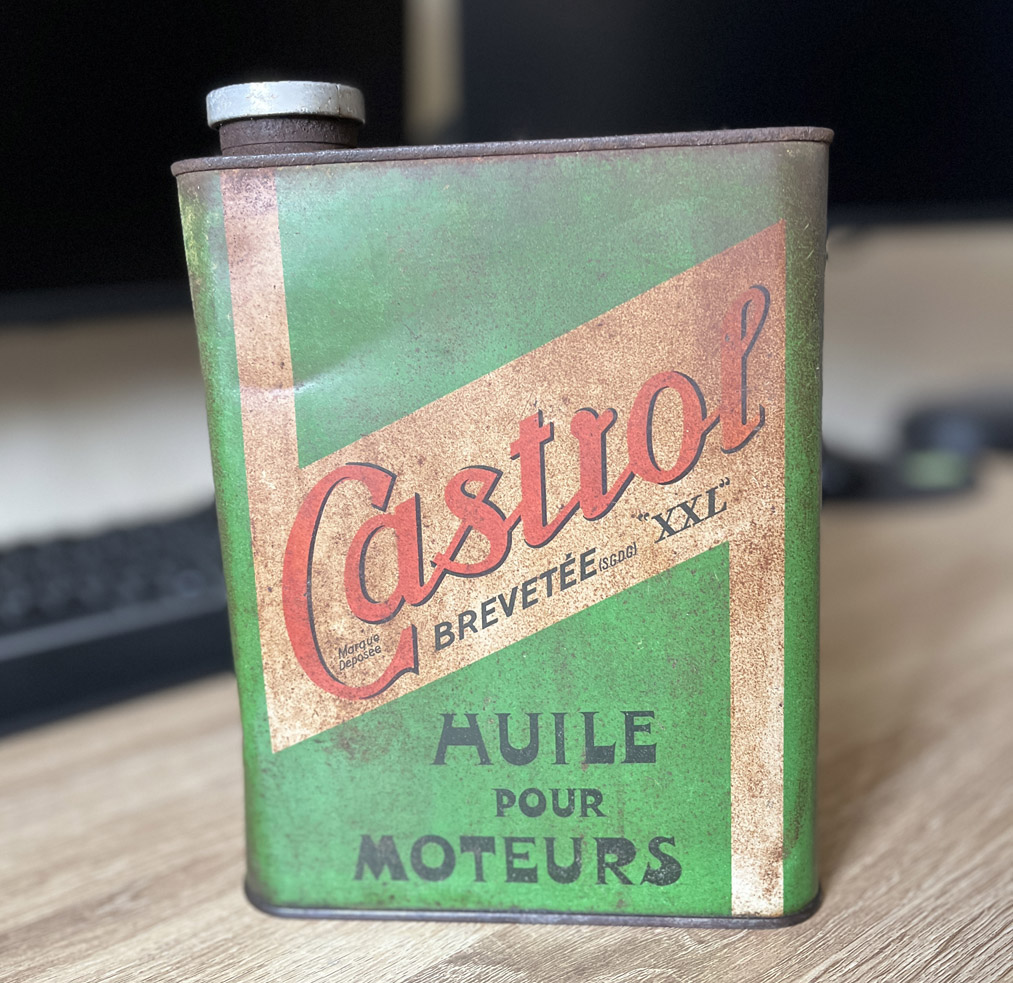 Castrol
"XXL"
BREVETÉE (S.G.D.G)
Marque
Déposée
HUILE
POUR
MOTEURS